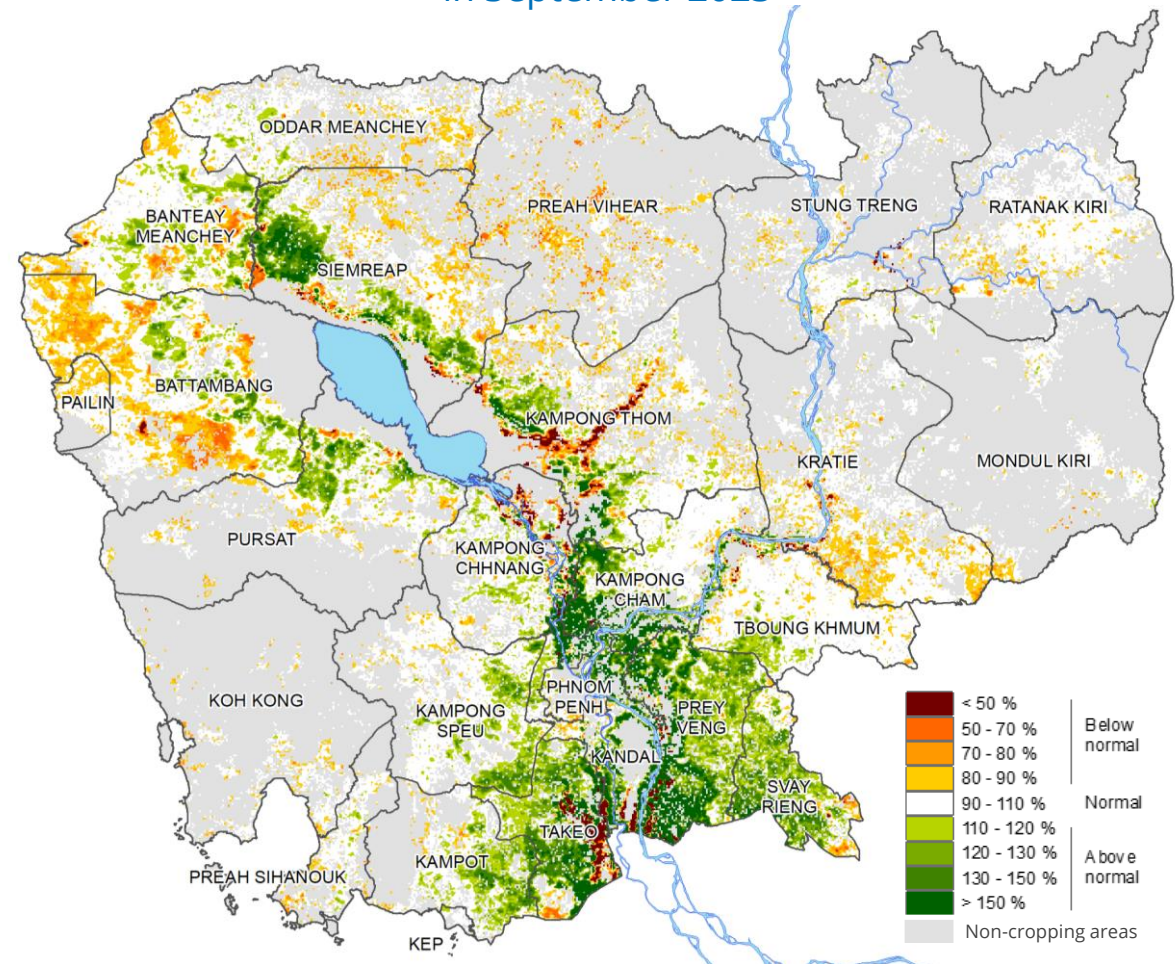 in September
ODDAR MEANCHEY
PREAH VIHEAR
STUNG TRENG
RATANAK KIRI
BANTEAY
MEANCHEY
SIEMREAP
BATTAMBANG
PAILIN
KAMPONG THOM
KRATIE
MONDUL KIRI
PURSAT
KAMPONG
CHHNANG
KAMPONG
CHAM
TBOUNG KHMUM
KOH KONG
KAMPONG
SPEU
PHNOM
PENH
PREY
VENG
KANDAL
SVAY
RIENG
TAKEO
KAMPOT
PREAH SIHANOUK
KEP
< 50 %
50 - 70 %
70 - 80 %
80 - 90 %
Below
normal
90 - 110 %
Normal
110 - 120 %
120 - 130 %
130 - 150 %
> 150 %
Above
normal
Non-cropping areas